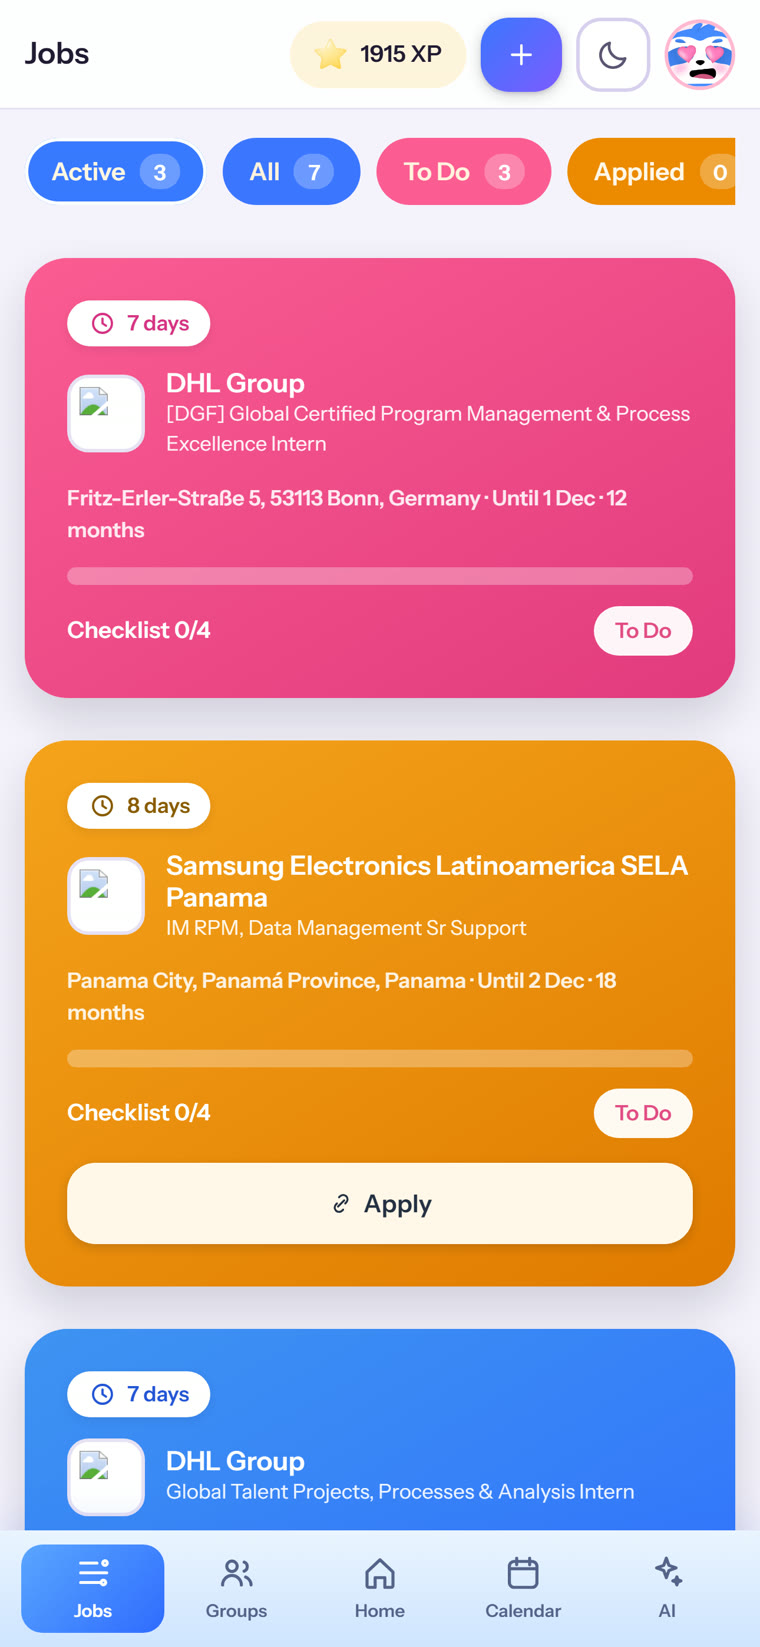 Jobs
1915 XP
Active 3
All 7
To Do 3
Applied 0
7 days
DHL Group
[DGF] Global Certified Program Management & Process
Excellence Intern
Fritz-Erler-Straße 5, 53113 Bonn, Germany · Until 1 Dec · 12
months
Checklist 0/4
To Do
8 days
Samsung Electronics Latinoamerica SELA
Panama
IM RPM, Data Management Sr Support
Panama City, Panamá Province, Panama · Until 2 Dec · 18
months
Checklist 0/4
To Do
Apply
7 days
DHL Group
Global Talent Projects, Processes & Analysis Intern
Jobs
Groups
Home
Calendar
AI